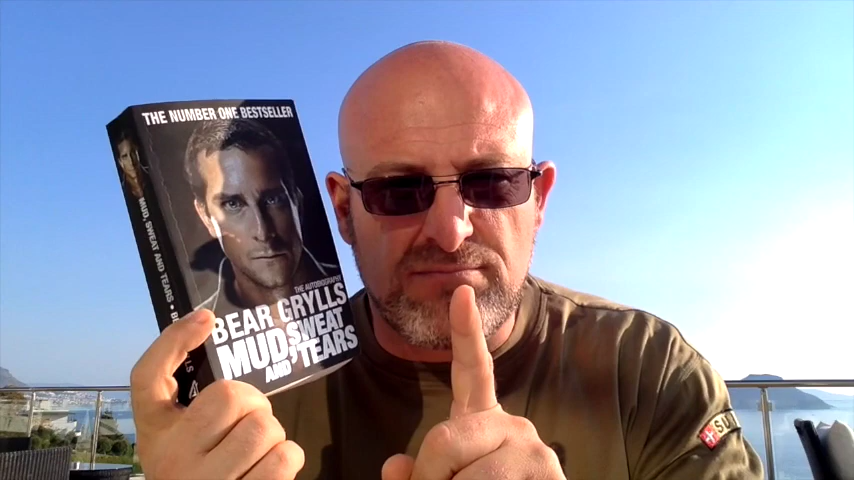 THE NUMBER ONE BESTSELLER
THE AUTOBIOGRAPHY
BEAR GRYLLS
MUD, SWEAT
AND TEARS
MUD, SWEAT AND TEARS •